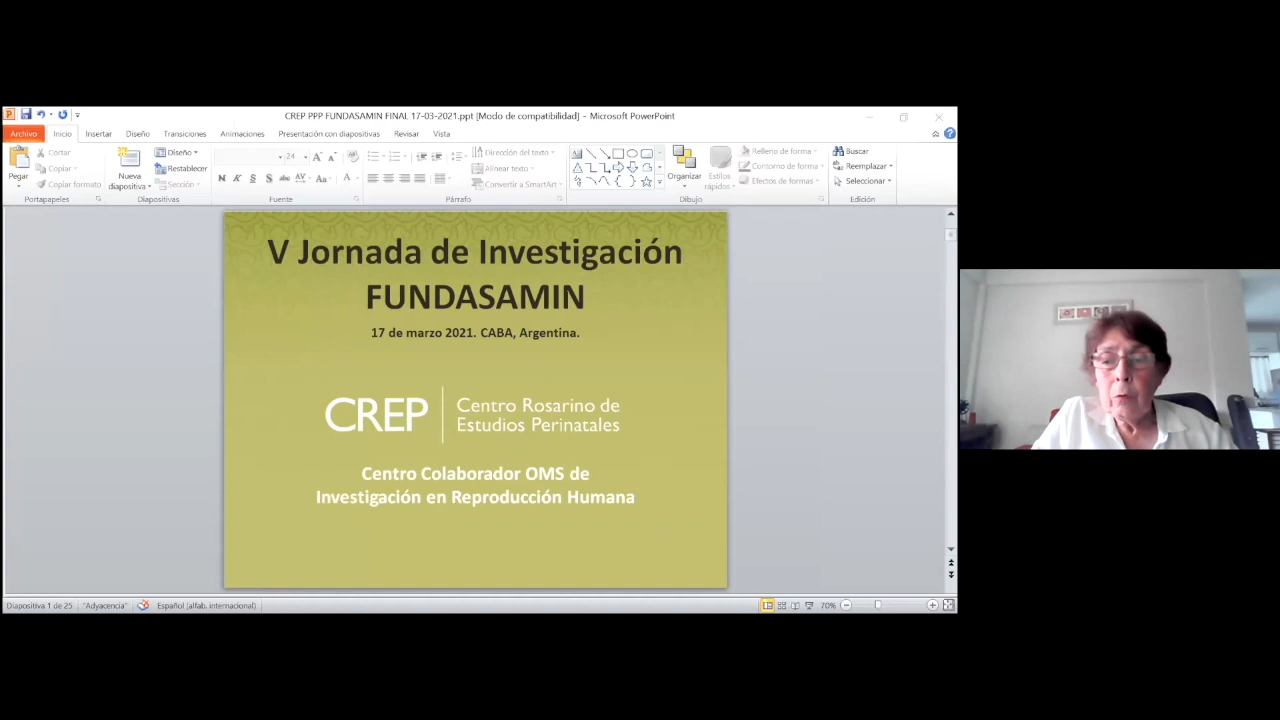 CREP PPP FUNDASAMIN FINAL 17-03-2021.ppt [Modo de compatibilidad] - Microsoft PowerPoint
Archivo Inicio Insertar Diseño Transiciones Animaciones Presentación con diapositivas Revisar Vista
Pegar
Cortar
Copiar
Copiar formato
Portapapeles
Nueva
diapositiva
Diseño
Restablecer
Sección
Diapositivas
24
Fuente
Dirección del texto
Alinear texto
Convertir a SmartArt
Párrafo
Organizar
Estilos
rápidos
Relleno de forma
Contorno de forma
Efectos de formas
Dibujo
Buscar
Reemplazar
Seleccionar
Edición
V Jornada de Investigación
FUNDASAMIN
17 de marzo 2021. CABA, Argentina.
CREP
Centro Rosarino de
Estudios Perinatales
Centro Colaborador OMS de
Investigación en Reproducción Humana
Diapositiva 1 de 25 "Adyacencia" Español (alfab. internacional) 70%